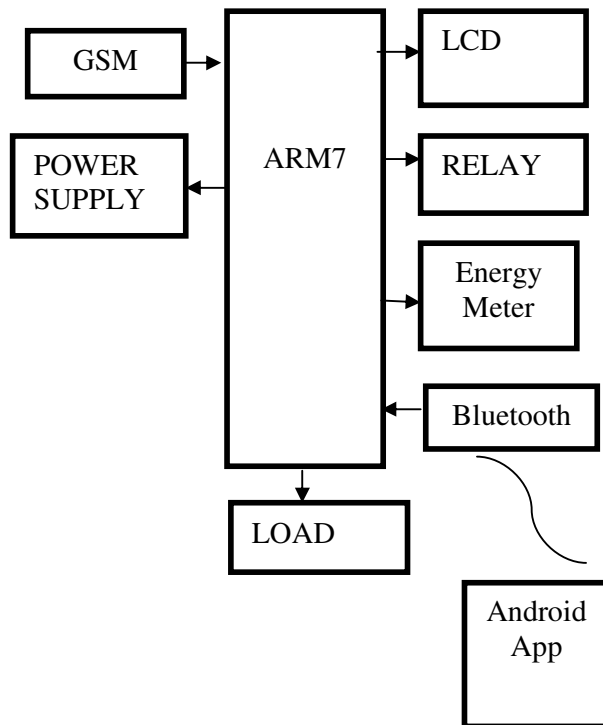 GSM
LCD
ARM7
POWER
SUPPLY
RELAY
Energy
Meter
Bluetooth
LOAD
Android
App